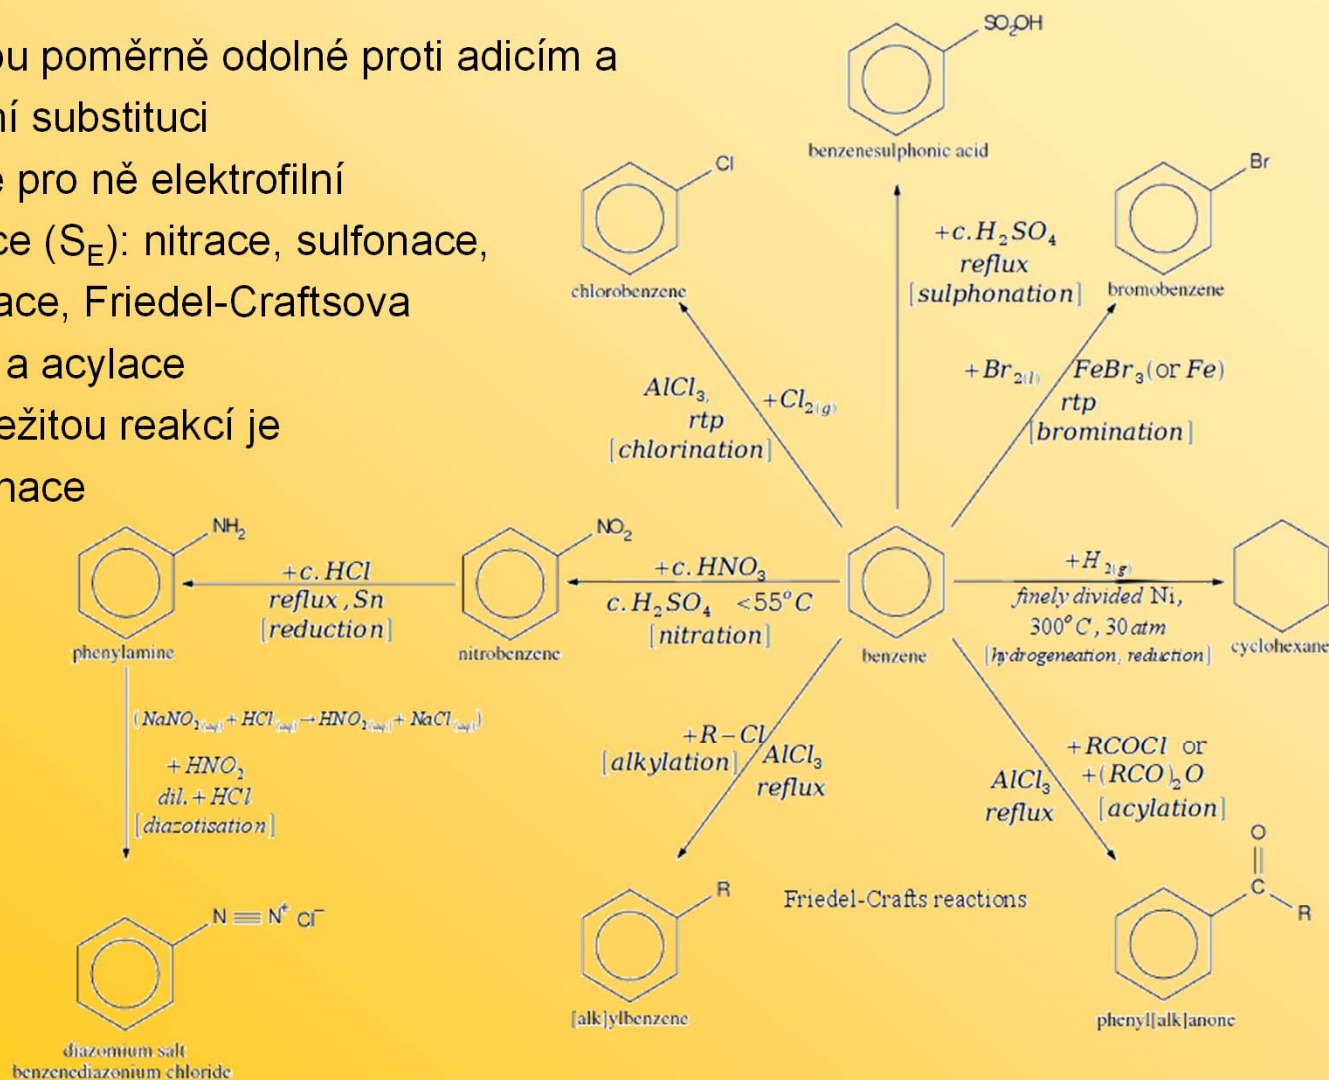 ou poměrně odolné proti adicím a
ní substituci
e pro ně elektrofilní
ce (S_E): nitrace, sulfonace,
ace, Friedel-Craftsova
a acylace
ežitou reakcí je
nace
SO₂OH
benzenesulphonic acid
Cl
chlorobenzene
Br
bromobenzene
+c.H₂SO₄
reflux
[sulphonation]
AlCl₃,
rtp
[chlorination]
+Cl₂(g)
+Br₂(l)
FeBr₃(or Fe)
rtp
[bromination]
NH₂
phenylamine
+c.HCl
reflux,Sn
[reduction]
NO₂
nitrobenzene
+c.HNO₃
c.H₂SO₄ <55°C
[nitration]
benzene
+H₂(g)
finely divided Ni,
300°C, 30 atm
[hydrogeneation, reduction]
cyclohexane
(NaNO₂(aq)+HCl(aq)→HNO₂(aq)+NaCl(aq))
+HNO₂
dil.+HCl
[diazotisation]
+R–Cl
[alkylation]
AlCl₃
reflux
AlCl₃
reflux
+RCOCl or
+(RCO)₂O
[acylation]
N≡N⁺ Cl⁻
diazomium salt
benzenediazonium chloride
R
[alk]ylbenzene
Friedel-Crafts reactions
O
C
R
phenyl[alk]anone